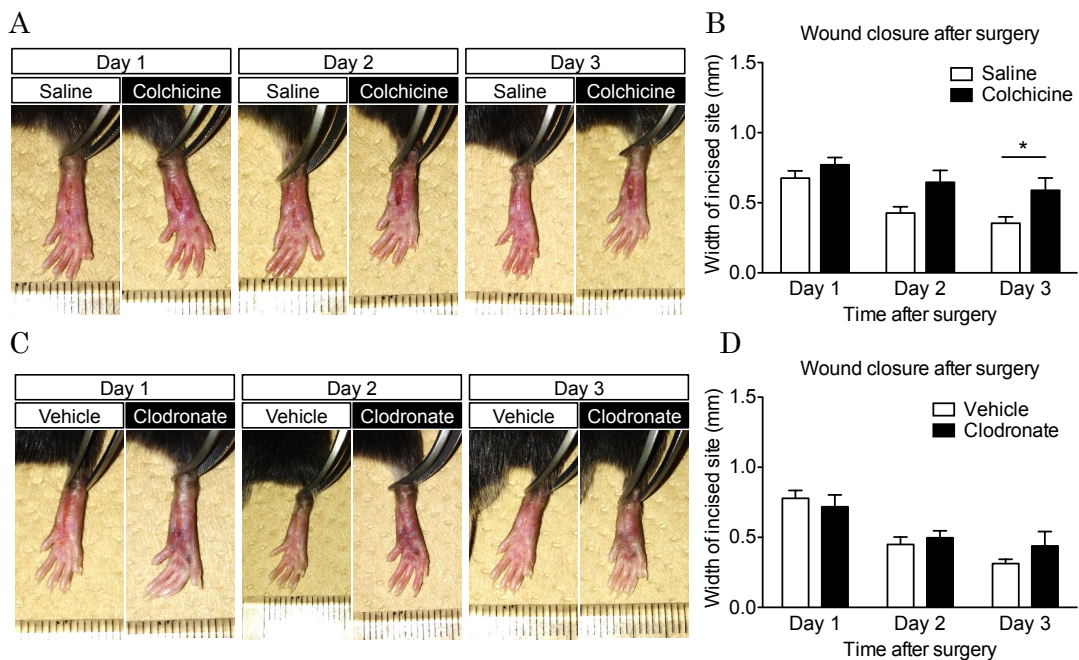 A
Day 1
Day 2
Day 3
Saline
Colchicine
Saline
Colchicine
Saline
Colchicine
B
Wound closure after surgery
Width of incised site (mm)
1.5
1.0
0.5
0.0
Saline
Colchicine
*
Day 1
Day 2
Day 3
Time after surgery
C
Day 1
Day 2
Day 3
Vehicle
Clodronate
Vehicle
Clodronate
Vehicle
Clodronate
D
Wound closure after surgery
Width of incised site (mm)
1.5
1.0
0.5
0.0
Vehicle
Clodronate
Day 1
Day 2
Day 3
Time after surgery